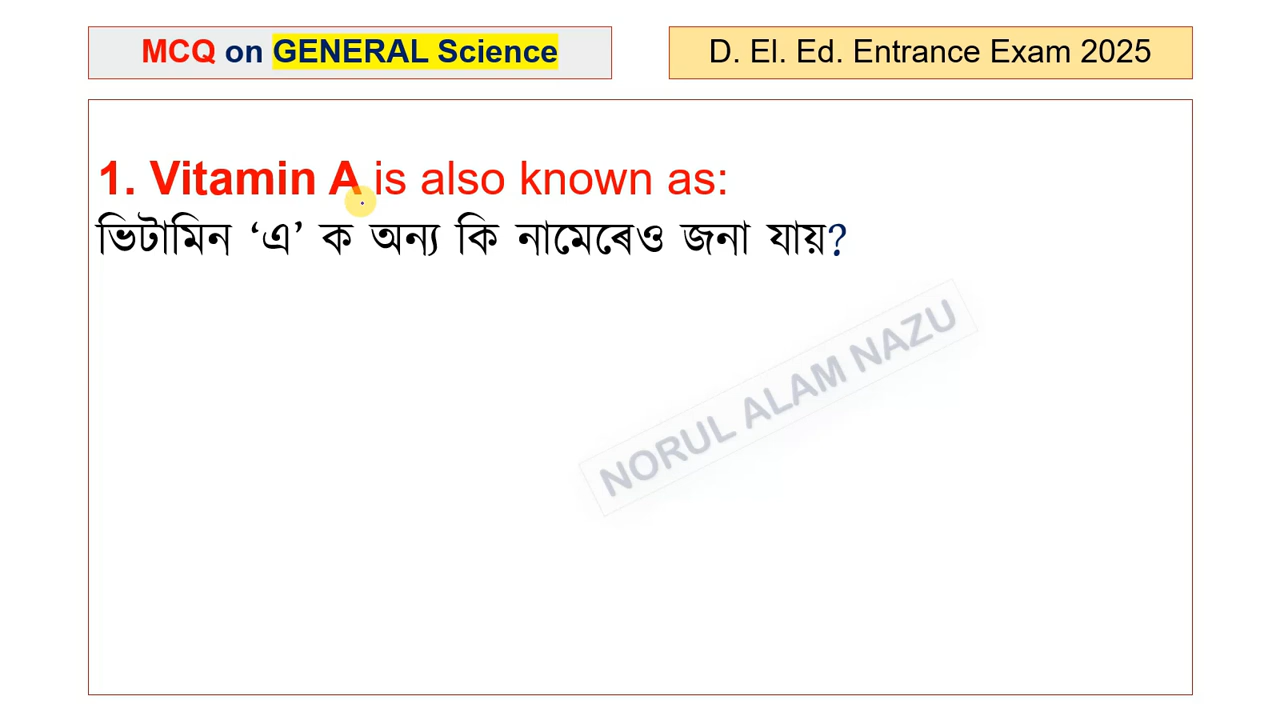 MCQ on GENERAL Science
D. El. Ed. Entrance Exam 2025
1. Vitamin A is also known as:
ভিটামিন ‘এ’ ক অন্য কি নামেৰেও জনা যায়?
NORUL ALAM NAZU